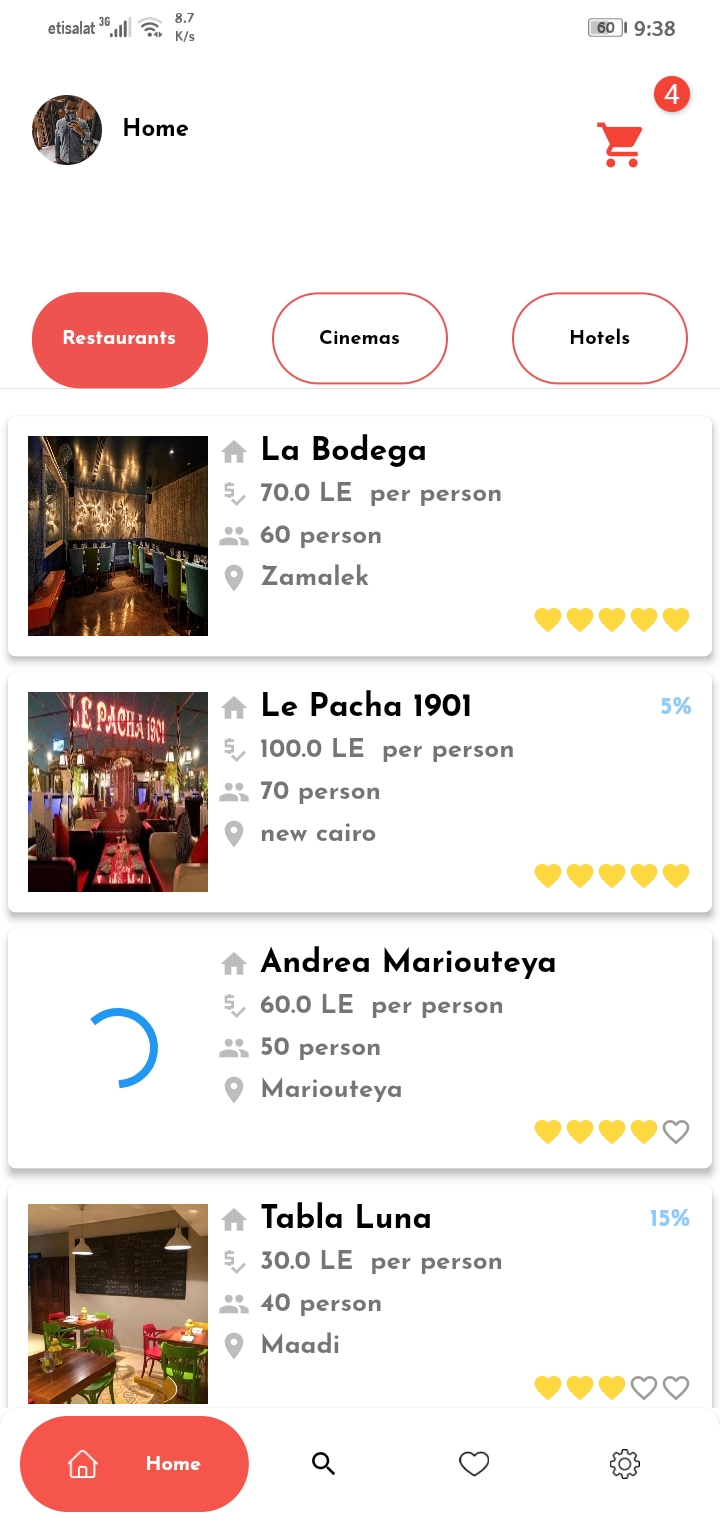 etisalat 3G 8.7 K/s 60 9:38
4
Home
Restaurants Cinemas Hotels
La Bodega
70.0 LE per person
60 person
Zamalek
LE PACHA 1901
Le Pacha 1901 5%
100.0 LE per person
70 person
new cairo
Andrea Mariouteya
60.0 LE per person
50 person
Mariouteya
Tabla Luna 15%
30.0 LE per person
40 person
Maadi
Home